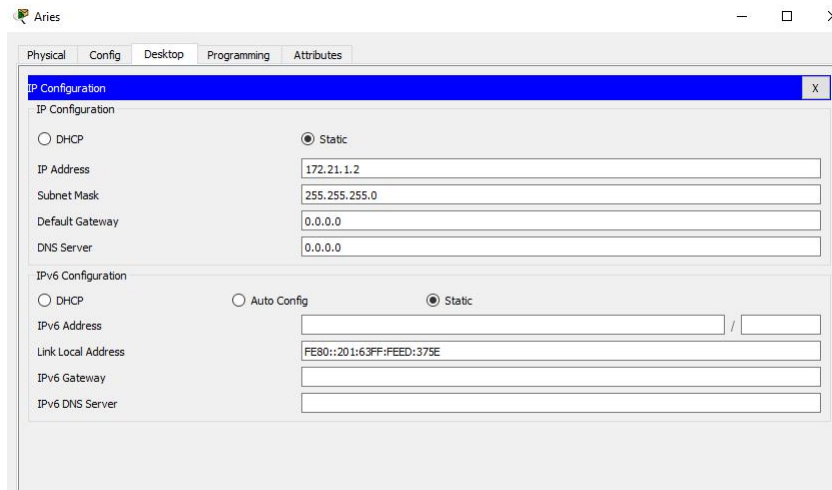 Aries
Physical Config Desktop Programming Attributes
IP Configuration X
IP Configuration
DHCP Static
IP Address 172.21.1.2
Subnet Mask 255.255.255.0
Default Gateway 0.0.0.0
DNS Server 0.0.0.0
IPv6 Configuration
DHCP Auto Config Static
IPv6 Address /
Link Local Address FE80::201:63FF:FEED:375E
IPv6 Gateway
IPv6 DNS Server